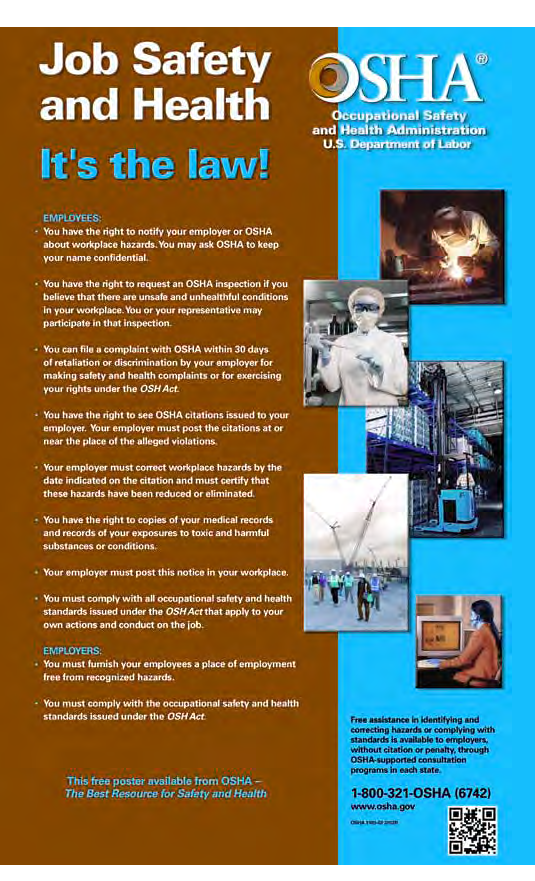 Job Safety
and Health
It's the law!
EMPLOYEES:
• You have the right to notify your employer or OSHA
about workplace hazards. You may ask OSHA to keep
your name confidential.
• You have the right to request an OSHA inspection if you
believe that there are unsafe and unhealthful conditions
in your workplace. You or your representative may
participate in that inspection.
• You can file a complaint with OSHA within 30 days
of retaliation or discrimination by your employer for
making safety and health complaints or for exercising
your rights under the OSH Act.
• You have the right to see OSHA citations issued to your
employer. Your employer must post the citations at or
near the place of the alleged violations.
• Your employer must correct workplace hazards by the
date indicated on the citation and must certify that
these hazards have been reduced or eliminated.
• You have the right to copies of your medical records
and records of your exposures to toxic and harmful
substances or conditions.
• Your employer must post this notice in your workplace.
• You must comply with all occupational safety and health
standards issued under the OSH Act that apply to your
own actions and conduct on the job.
EMPLOYERS:
• You must furnish your employees a place of employment
free from recognized hazards.
• You must comply with the occupational safety and health
standards issued under the OSH Act.
This free poster available from OSHA –
The Best Resource for Safety and Health
OSHA®
Occupational Safety
and Health Administration
U.S. Department of Labor
Free assistance in identifying and
correcting hazards or complying with
standards is available to employers,
without citation or penalty, through
OSHA-supported consultation
programs in each state.
1-800-321-OSHA (6742)
www.osha.gov
OSHA